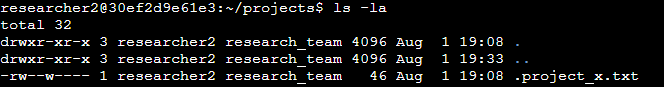 researcher2@30ef2d9e61e3:~/projects$ ls -la
total 32
drwxr-xr-x 3 researcher2 research_team 4096 Aug  1 19:08 .
drwxr-xr-x 3 researcher2 research_team 4096 Aug  1 19:33 ..
-rw--w---- 1 researcher2 research_team   46 Aug  1 19:08 .project_x.txt